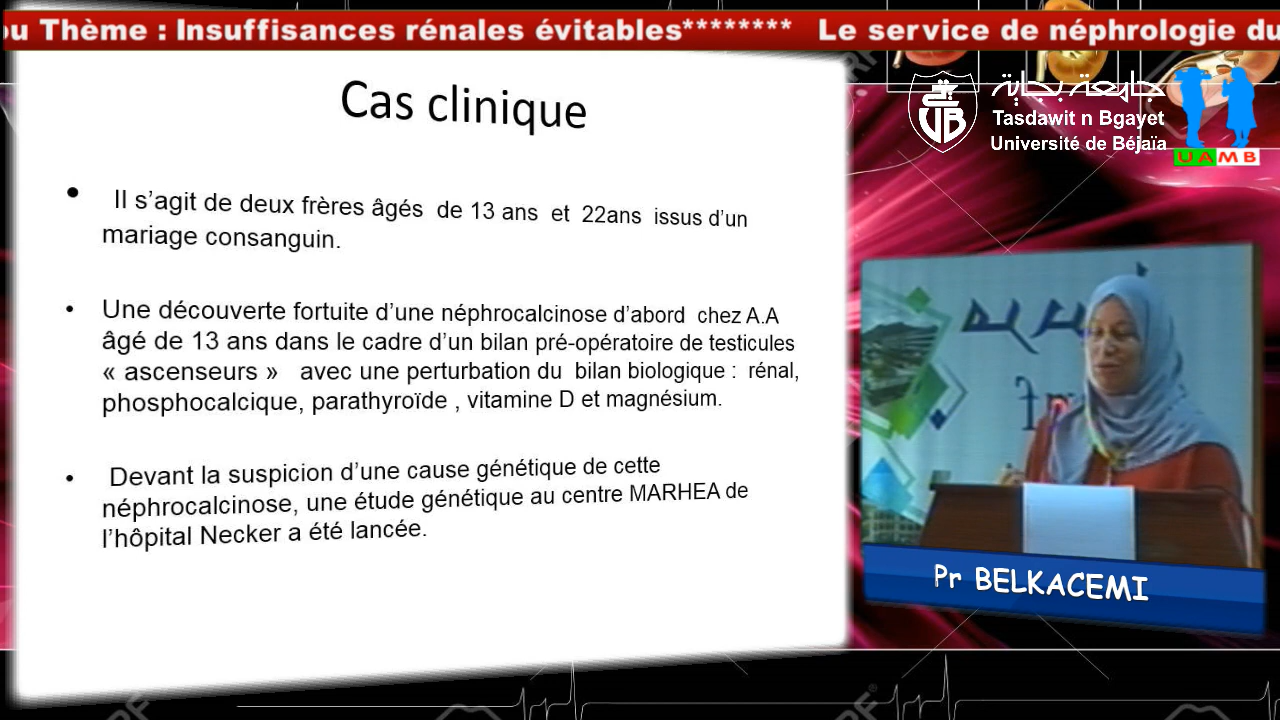 ou Thème : Insuffisances rénales évitables******** Le service de néphrologie du
Cas clinique
• Il s’agit de deux frères âgés de 13 ans et 22ans issus d’un
mariage consanguin.
• Une découverte fortuite d’une néphrocalcinose d’abord chez A.A
âgé de 13 ans dans le cadre d’un bilan pré-opératoire de testicules
« ascenseurs » avec une perturbation du bilan biologique : rénal,
phosphocalcique, parathyroïde , vitamine D et magnésium.
• Devant la suspicion d’une cause génétique de cette
néphrocalcinose, une étude génétique au centre MARHEA de
l’hôpital Necker a été lancée.
جامعة بجاية
Tasdawit n Bgayet
Université de Béjaïa
UAMB
Pr BELKACEMI